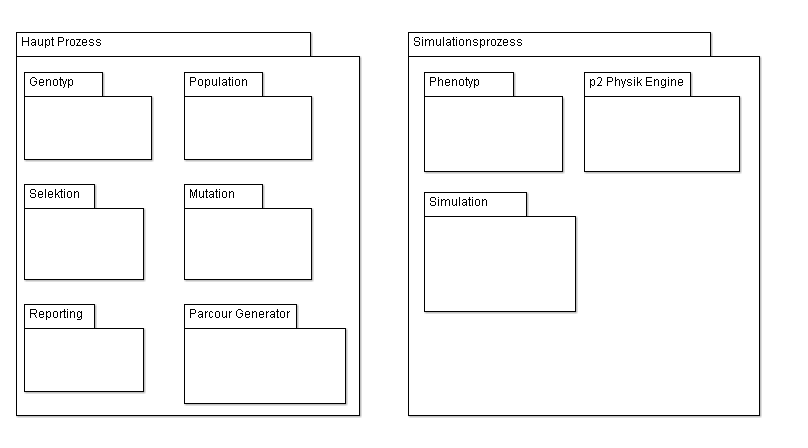 Haupt Prozess
Genotyp
Population
Selektion
Mutation
Reporting
Parcour Generator
Simulationsprozess
Phenotyp
p2 Physik Engine
Simulation